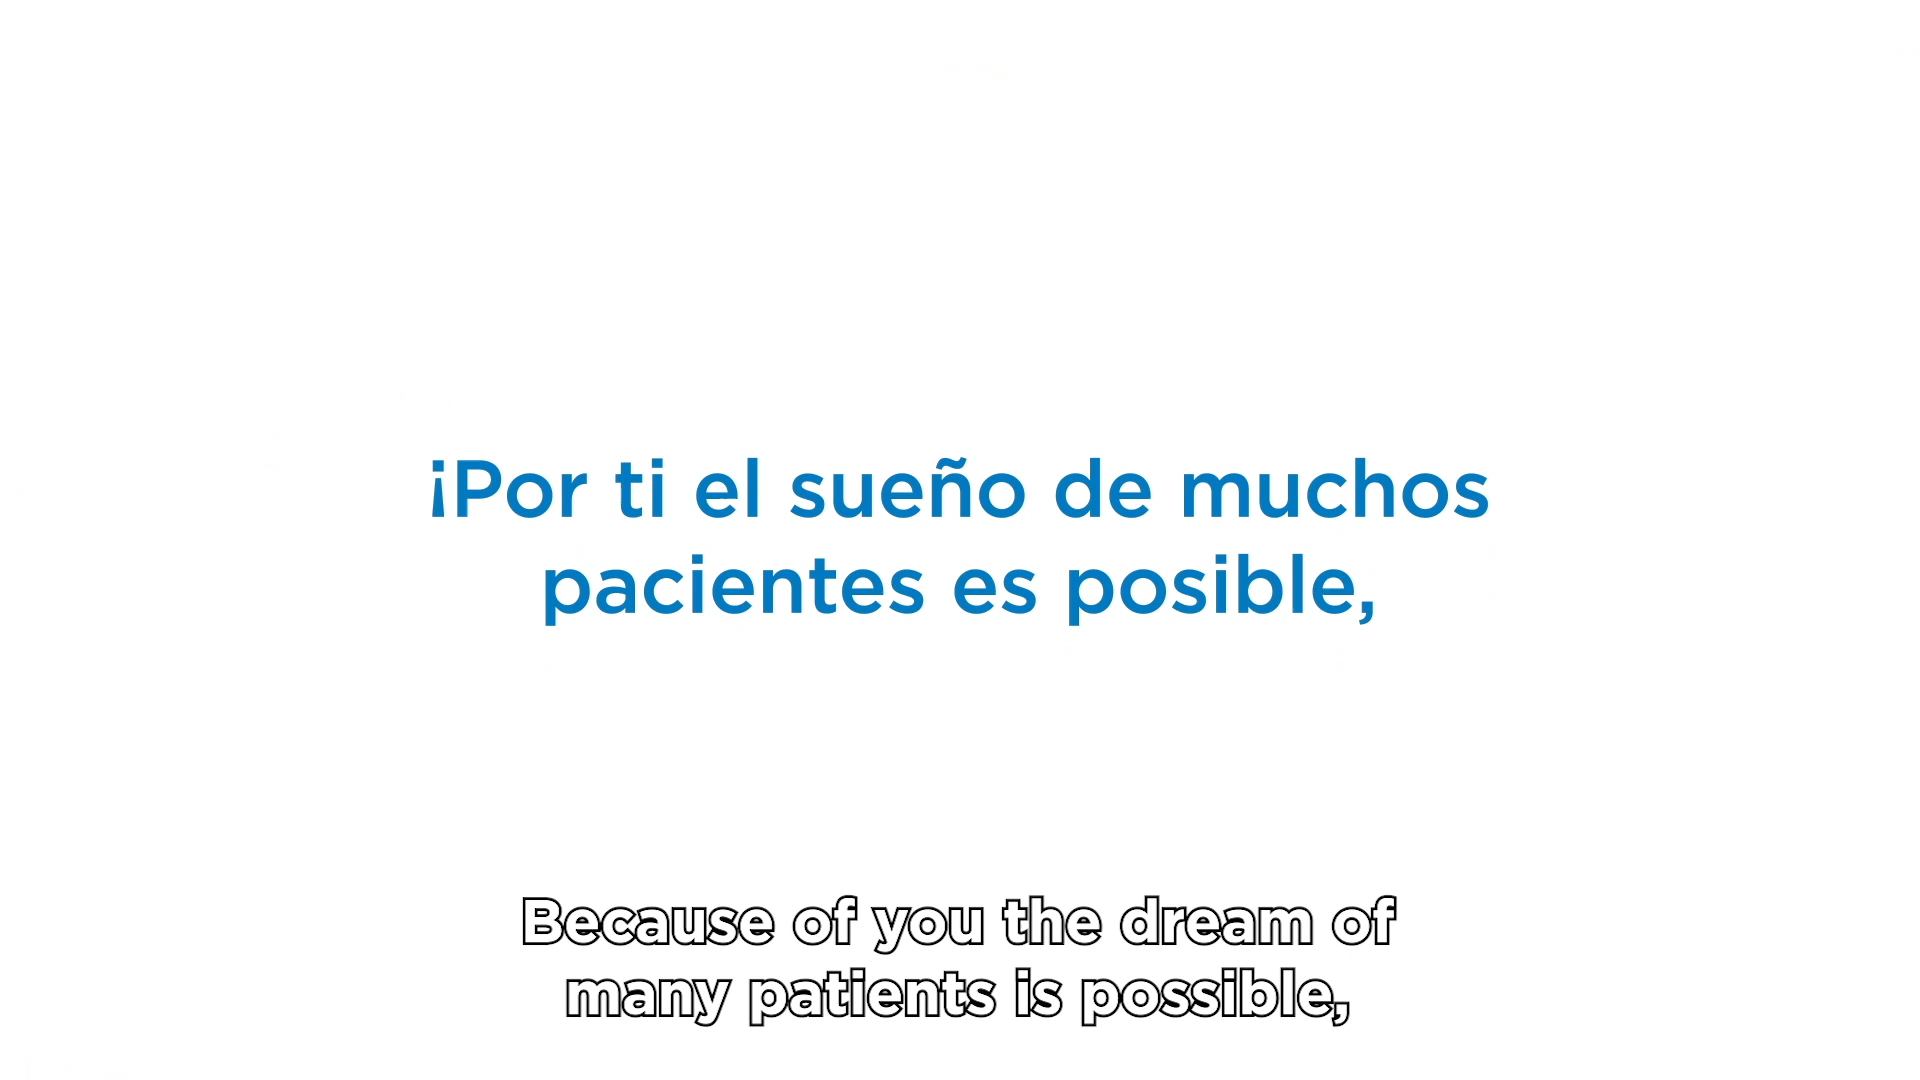 ¡Por ti el sueño de muchos
pacientes es posible,
Because of you the dream of
many patients is possible,